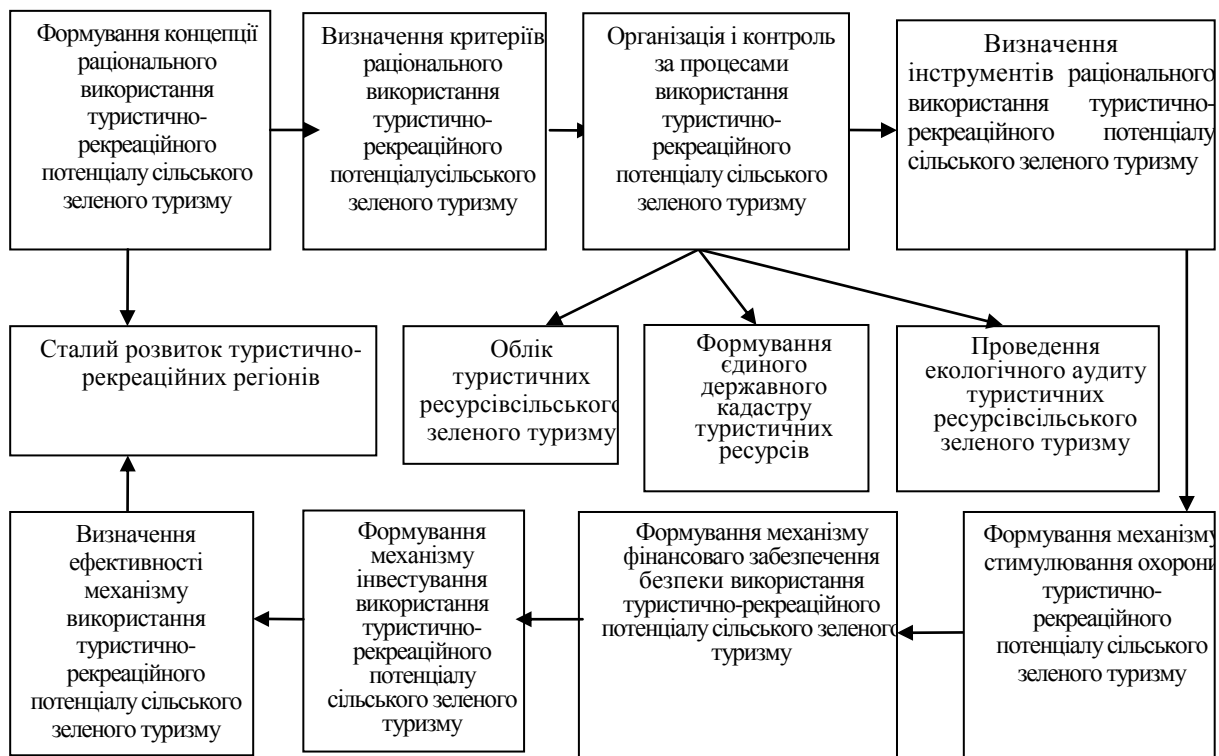 Формування концепції
раціонального
використання
туристично-
рекреаційного
потенціалу сільського
зеленого туризму
Визначення критеріїв
раціонального
використання
туристично-
рекреаційного
потенціалусільського
зеленого туризму
Організація і контроль
за процесами
використання
туристично-
рекреаційного
потенціалу сільського
зеленого туризму
Визначення
інструментів раціонального
використання туристично-
рекреаційного потенціалу
сільського зеленого туризму
Сталий розвиток туристично-
рекреаційних регіонів
Облік
туристичних
ресурсівсільського
зеленого туризму
Формування
єдиного
державного
кадастру
туристичних
ресурсів
Проведення
екологічного аудиту
туристичних
ресурсівсільського
зеленого туризму
Визначення
ефективності
механізму
використання
туристично-
рекреаційного
потенціалу сільського
зеленого туризму
Формування
механізму
інвестування
використання
туристично-
рекреаційного
потенціалу
сільського зеленого
туризму
Формування механізму
фінансоваго забезпечення
безпеки використання
туристично-рекреаційного
потенціалу сільського зеленого
туризму
Формування механізму
стимулювання охорони
туристично-
рекреаційного
потенціалу сільського
зеленого туризму